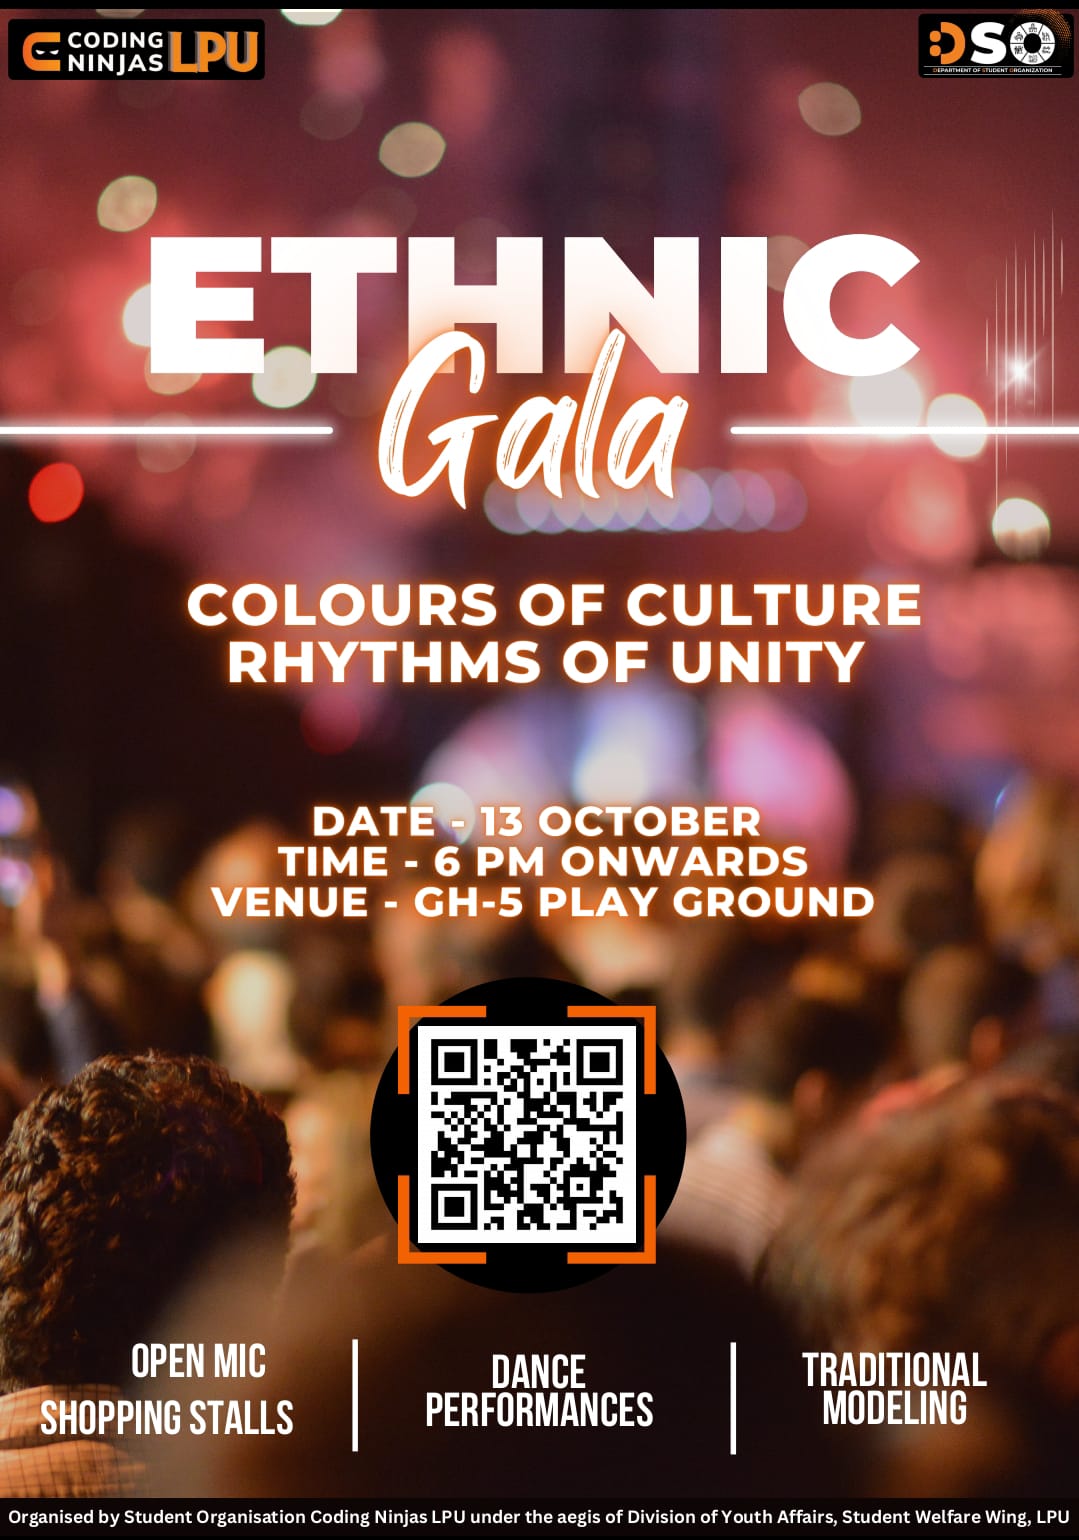 CODING
NINJAS LPU
DSO
DEPARTMENT OF STUDENT ORGANIZATION
ETHNIC
Gala
COLOURS OF CULTURE
RHYTHMS OF UNITY
DATE - 13 OCTOBER
TIME - 6 PM ONWARDS
VENUE - GH-5 PLAY GROUND
OPEN MIC
SHOPPING STALLS
DANCE
PERFORMANCES
TRADITIONAL
MODELING
Organised by Student Organisation Coding Ninjas LPU under the aegis of Division of Youth Affairs, Student Welfare Wing, LPU